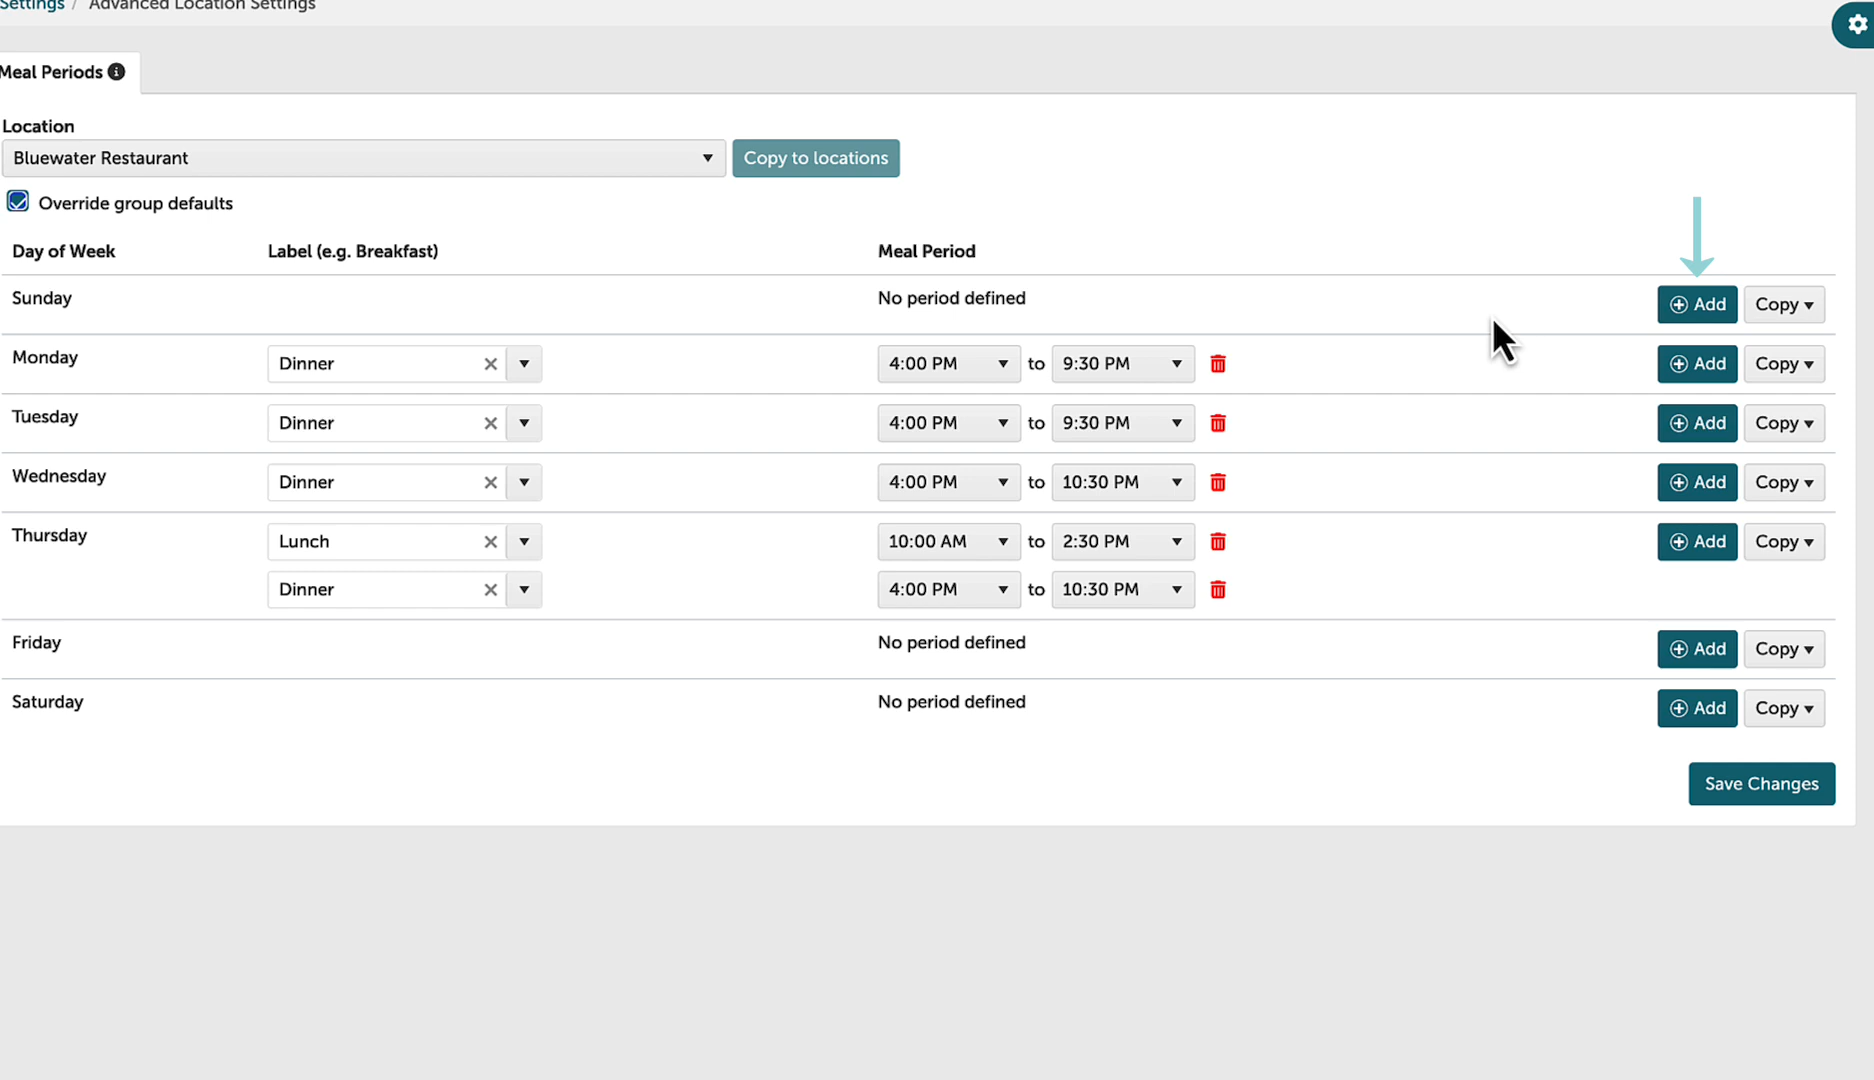 Settings / Advanced Location Settings
Meal Periods
Location
Bluewater Restaurant Copy to locations
Override group defaults
Day of Week Label (e.g. Breakfast) Meal Period
Sunday No period defined Add Copy
Monday Dinner 4:00 PM to 9:30 PM Add Copy
Tuesday Dinner 4:00 PM to 9:30 PM Add Copy
Wednesday Dinner 4:00 PM to 10:30 PM Add Copy
Thursday Lunch 10:00 AM to 2:30 PM Add Copy
Dinner 4:00 PM to 10:30 PM
Friday No period defined Add Copy
Saturday No period defined Add Copy
Save Changes